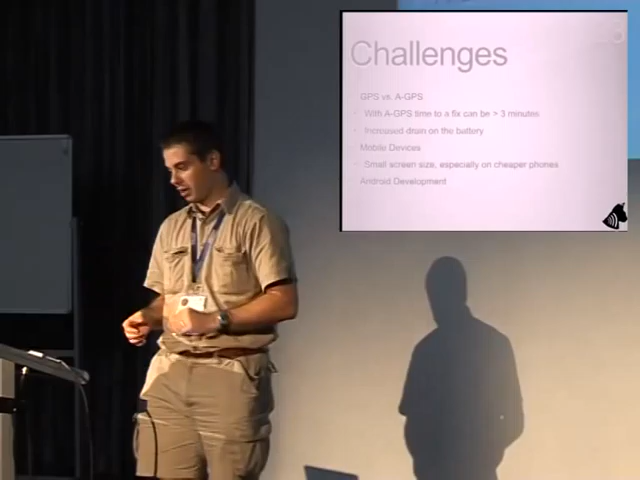 Challenges
GPS vs. A-GPS
With A-GPS time to a fix can be > 3 minutes
Increased drain on the battery
Mobile Devices
Small screen size, especially on cheaper phones
Android Development